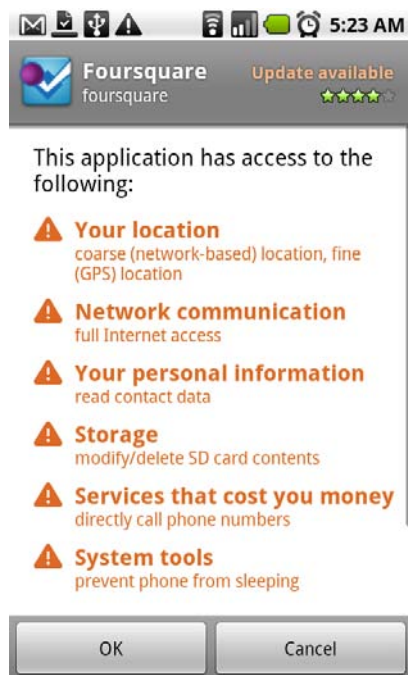 5:23 AM
Foursquare
Update available
foursquare
This application has access to the
following:
Your location
coarse (network-based) location, fine
(GPS) location
Network communication
full Internet access
Your personal information
read contact data
Storage
modify/delete SD card contents
Services that cost you money
directly call phone numbers
System tools
prevent phone from sleeping
OK
Cancel